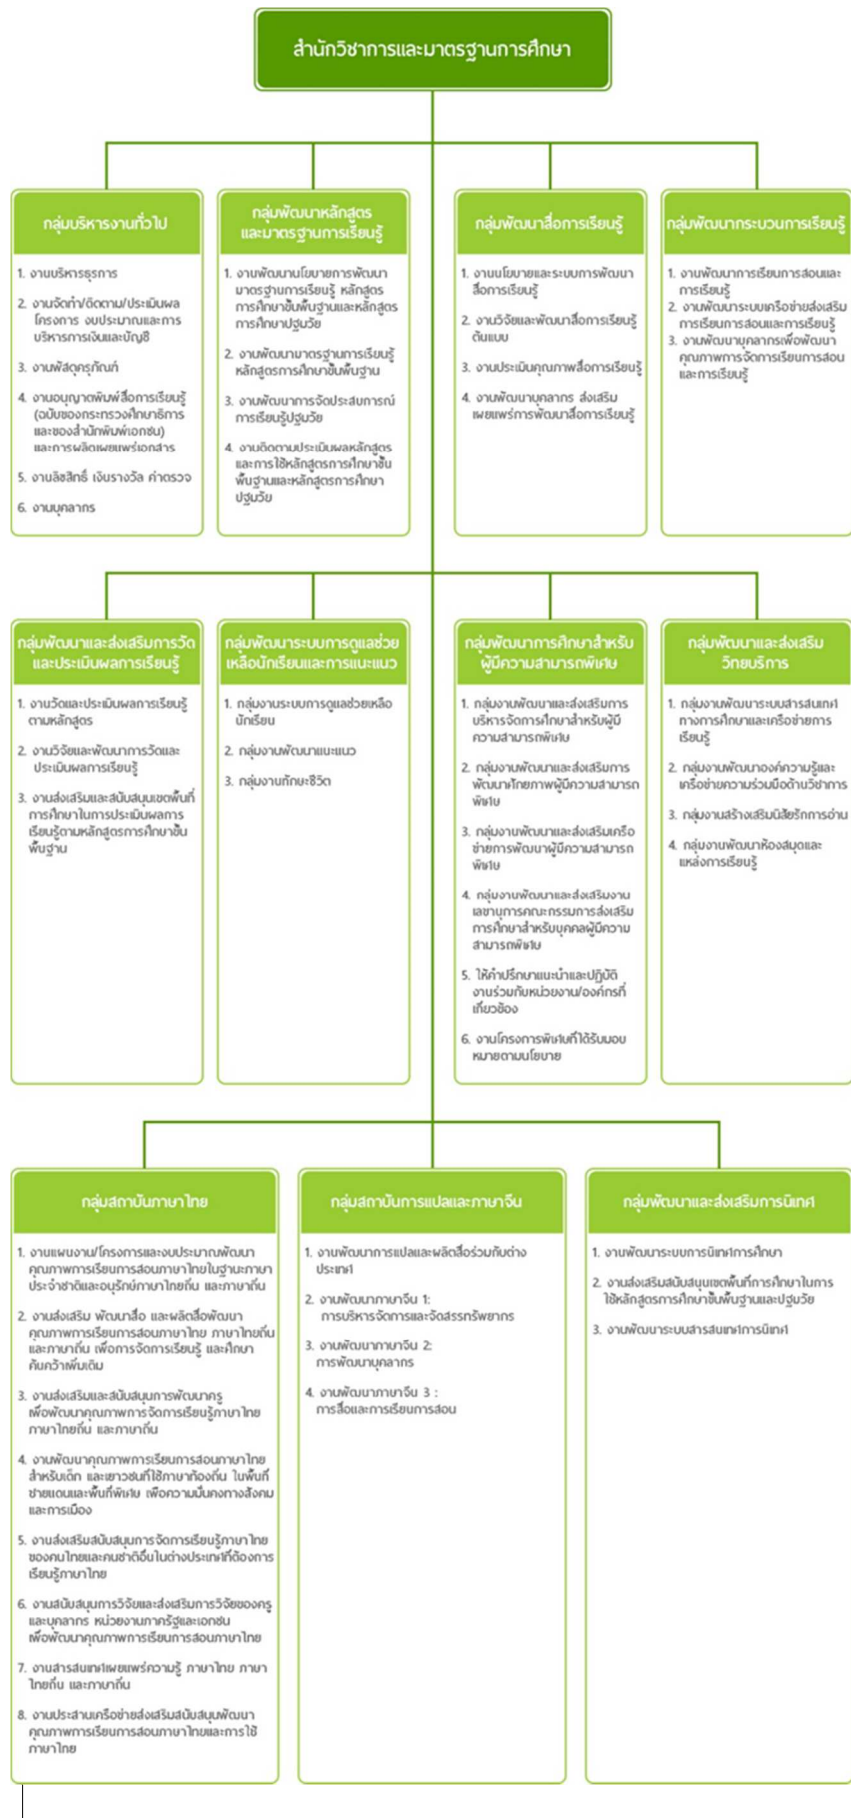 สำนักวิชาการและมาตรฐานการศึกษา
กลุ่มบริหารงานทั่วไป
1. งานบริหารธุรการ
2. งานจัดทำ/ติดตาม/ประเมินผล
โครงการ งบประมาณและการ
บริหารการเงินและบัญชี
3. งานพัสดุครุภัณฑ์
4. งานอนุญาตพิมพ์สื่อการเรียนรู้
(ฉบับของกระทรวงศึกษาธิการ
และของสำนักพิมพ์เอกชน)
และการผลิตเผยแพร่เอกสาร
5. งานลิขสิทธิ์ เงินรางวัล ค่าตรวจ
6. งานบุคลากร
กลุ่มพัฒนาหลักสูตร
และมาตรฐานการเรียนรู้
1. งานพัฒนานโยบายการพัฒนา
มาตรฐานการเรียนรู้ หลักสูตร
การศึกษาขั้นพื้นฐานและหลักสูตร
การศึกษาปฐมวัย
2. งานพัฒนามาตรฐานการเรียนรู้
หลักสูตรการศึกษาขั้นพื้นฐาน
3. งานพัฒนาการจัดประสบการณ์
การเรียนรู้ปฐมวัย
4. งานติดตามประเมินผลหลักสูตร
และการใช้หลักสูตรการศึกษาขั้น
พื้นฐานและหลักสูตรการศึกษา
ปฐมวัย
กลุ่มพัฒนาสื่อการเรียนรู้
1. งานนโยบายและระบบการพัฒนา
สื่อการเรียนรู้
2. งานวิจัยและพัฒนาสื่อการเรียนรู้
ต้นแบบ
3. งานประเมินคุณภาพสื่อการเรียนรู้
4. งานพัฒนาบุคลากร ส่งเสริม
เผยแพร่การพัฒนาสื่อการเรียนรู้
กลุ่มพัฒนากระบวนการเรียนรู้
1. งานพัฒนาการเรียนการสอนและ
การเรียนรู้
2. งานพัฒนาระบบเครือข่ายส่งเสริม
การเรียนการสอนและการเรียนรู้
3. งานพัฒนาบุคลากรเพื่อพัฒนา
คุณภาพการจัดการเรียนการสอน
และการเรียนรู้
กลุ่มพัฒนาและส่งเสริมการวัด
และประเมินผลการเรียนรู้
1. งานวัดและประเมินผลการเรียนรู้
ตามหลักสูตร
2. งานวิจัยและพัฒนาการวัดและ
ประเมินผลการเรียนรู้
3. งานส่งเสริมและสนับสนุนเขตพื้นที่
การศึกษาในการประเมินผลการ
เรียนรู้ตามหลักสูตรการศึกษาขั้น
พื้นฐาน
กลุ่มพัฒนาระบบการดูแลช่วย
เหลือนักเรียนและการแนะแนว
1. กลุ่มงานระบบการดูแลช่วยเหลือ
นักเรียน
2. กลุ่มงานพัฒนาแนะแนว
3. กลุ่มงานทักษะชีวิต
กลุ่มพัฒนาการศึกษาสำหรับ
ผู้มีความสามารถพิเศษ
1. กลุ่มงานพัฒนาและส่งเสริมการ
บริหารจัดการศึกษาสำหรับผู้มี
ความสามารถพิเศษ
2. กลุ่มงานพัฒนาและส่งเสริมการ
พัฒนาศักยภาพผู้มีความสามารถ
พิเศษ
3. กลุ่มงานพัฒนาและส่งเสริมเครือ
ข่ายการพัฒนาผู้มีความสามารถ
พิเศษ
4. กลุ่มงานพัฒนาและส่งเสริมงาน
เลขานุการคณะกรรมการส่งเสริม
การศึกษาสำหรับบุคคลผู้มีความ
สามารถพิเศษ
5. ให้คำปรึกษาแนะนำและปฏิบัติ
งานร่วมกับหน่วยงาน/องค์กรที่
เกี่ยวข้อง
6. งานโครงการพิเศษที่ได้รับมอบ
หมายตามนโยบาย
กลุ่มพัฒนาและส่งเสริม
วิทยบริการ
1. กลุ่มงานพัฒนาระบบสารสนเทศ
ทางการศึกษาและเครือข่ายการ
เรียนรู้
2. กลุ่มงานพัฒนาองค์ความรู้และ
เครือข่ายความร่วมมือด้านวิชาการ
3. กลุ่มงานสร้างเสริมนิสัยรักการอ่าน
4. กลุ่มงานพัฒนาห้องสมุดและ
แหล่งการเรียนรู้
กลุ่มสถาบันภาษาไทย
1. งานแผนงาน/โครงการและงบประมาณพัฒนา
คุณภาพการเรียนการสอนภาษาไทยในฐานะภาษา
ประจำชาติและอนุรักษ์ภาษาไทยถิ่น และภาษาถิ่น
2. งานส่งเสริม พัฒนาสื่อ และผลิตสื่อพัฒนา
คุณภาพการเรียนการสอนภาษาไทย ภาษาไทยถิ่น
และภาษาถิ่น เพื่อการจัดการเรียนรู้ และศึกษา
ค้นคว้าเพิ่มเติม
3. งานส่งเสริมและสนับสนุนการพัฒนาครู
เพื่อพัฒนาคุณภาพการจัดการเรียนรู้ภาษาไทย
ภาษาไทยถิ่น และภาษาถิ่น
4. งานพัฒนาคุณภาพการเรียนการสอนภาษาไทย
สำหรับเด็ก และเยาวชนที่ใช้ภาษาท้องถิ่น ในพื้นที่
ชายแดนและพื้นที่พิเศษ เพื่อความมั่นคงทางสังคม
และการเมือง
5. งานส่งเสริมสนับสนุนการจัดการเรียนรู้ภาษาไทย
ของคนไทยและคนชาติอื่นในต่างประเทศที่ต้องการ
เรียนรู้ภาษาไทย
6. งานสนับสนุนการวิจัยและส่งเสริมการวิจัยของครู
และบุคลากร หน่วยงานภาครัฐและเอกชน
เพื่อพัฒนาคุณภาพการเรียนการสอนภาษาไทย
7. งานสารสนเทศเผยแพร่ความรู้ ภาษาไทย ภาษา
ไทยถิ่น และภาษาถิ่น
8. งานประสานเครือข่ายส่งเสริมสนับสนุนพัฒนา
คุณภาพการเรียนการสอนภาษาไทยและการใช้
ภาษาไทย
กลุ่มสถาบันการแปลและภาษาจีน
1. งานพัฒนาการแปลและผลิตสื่อร่วมกับต่าง
ประเทศ
2. งานพัฒนาภาษาจีน 1:
การบริหารจัดการและจัดสรรทรัพยากร
3. งานพัฒนาภาษาจีน 2:
การพัฒนาบุคลากร
4. งานพัฒนาภาษาจีน 3 :
การสื่อและการเรียนการสอน
กลุ่มพัฒนาและส่งเสริมการนิเทศ
1. งานพัฒนาระบบการนิเทศการศึกษา
2. งานส่งเสริมสนับสนุนเขตพื้นที่การศึกษาในการ
ใช้หลักสูตรการศึกษาขั้นพื้นฐานและปฐมวัย
3. งานพัฒนาระบบสารสนเทศการนิเทศ